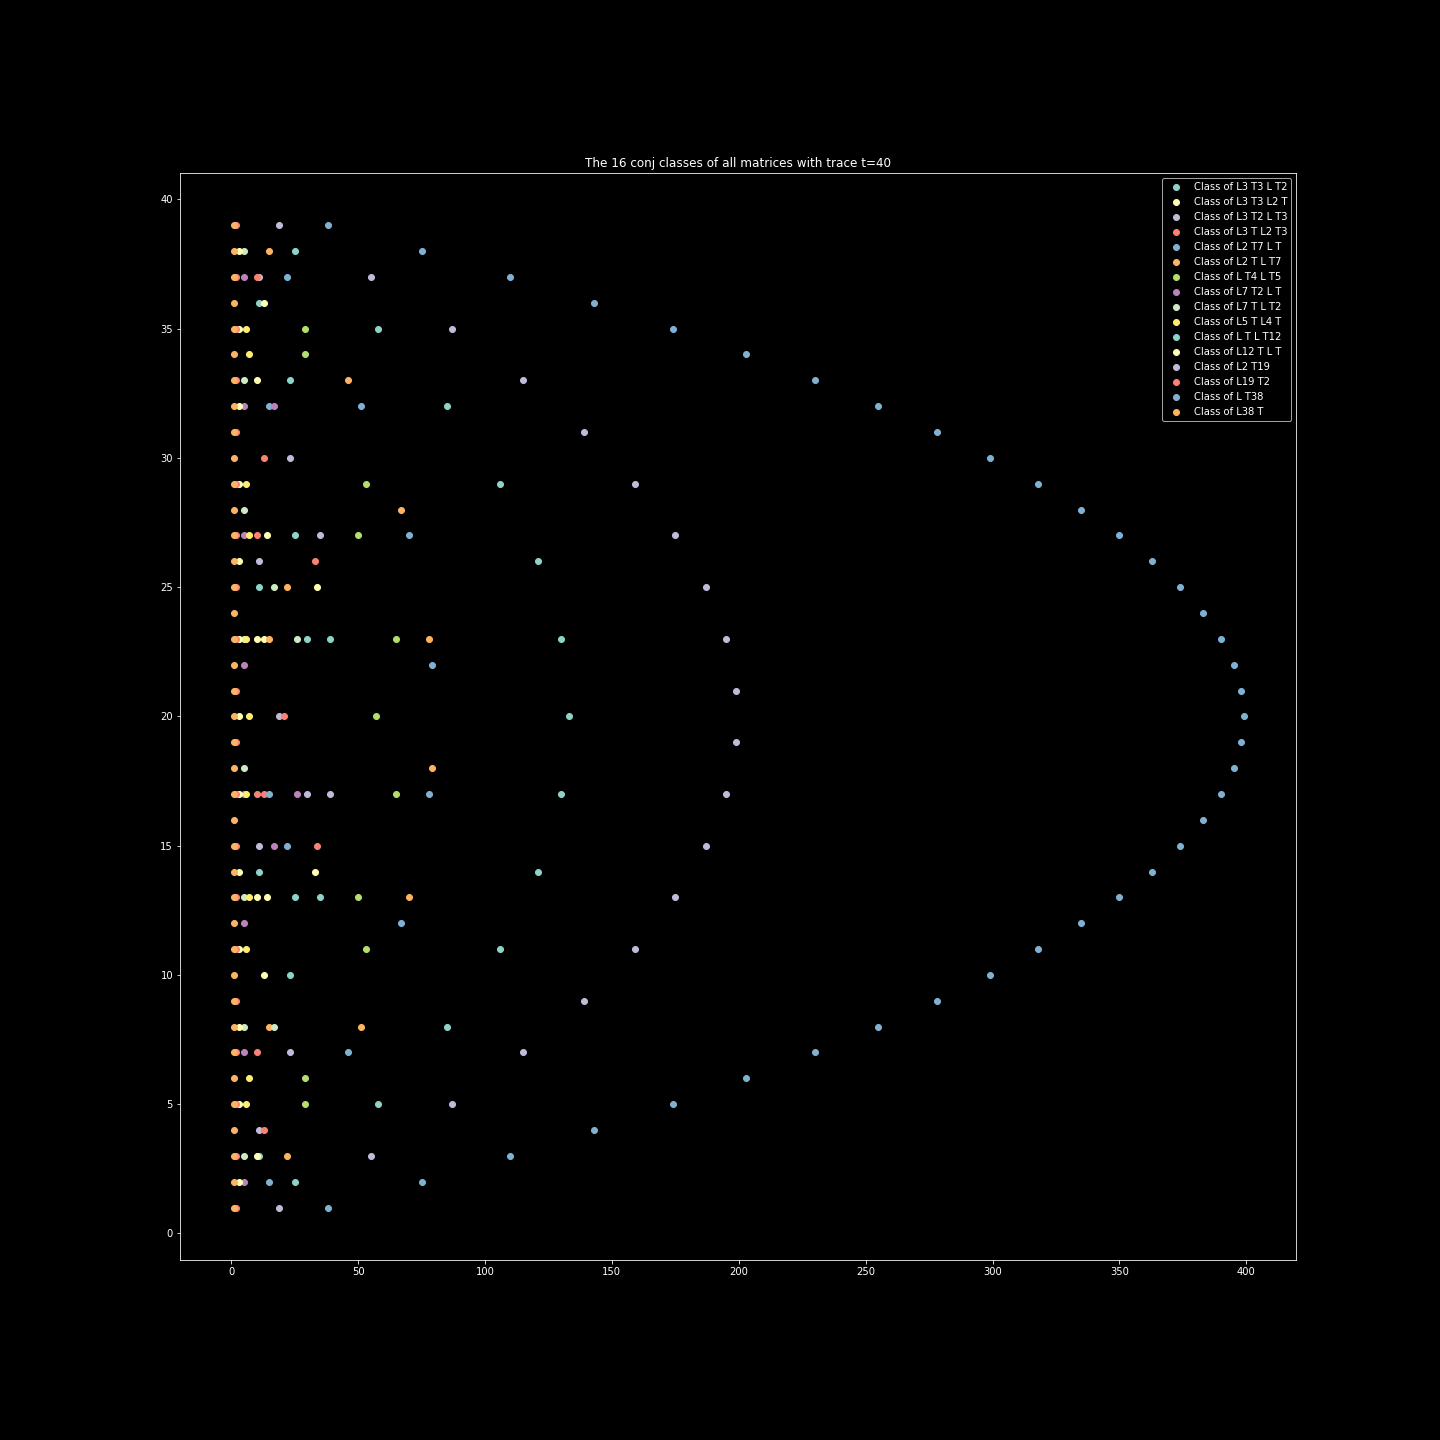 The 16 conj classes of all matrices with trace t=40
Class of L3 T3 L T2
Class of L3 T3 L2 T
Class of L3 T2 L T3
Class of L3 T L2 T3
Class of L2 T7 L T
Class of L2 T L T7
Class of L T4 L T5
Class of L7 T2 L T
Class of L7 T L T2
Class of L5 T L4 T
Class of L T L T12
Class of L12 T L T
Class of L2 T19
Class of L19 T2
Class of L T38
Class of L38 T
40
35
30
25
20
15
10
5
0
0 50 100 150 200 250 300 350 400